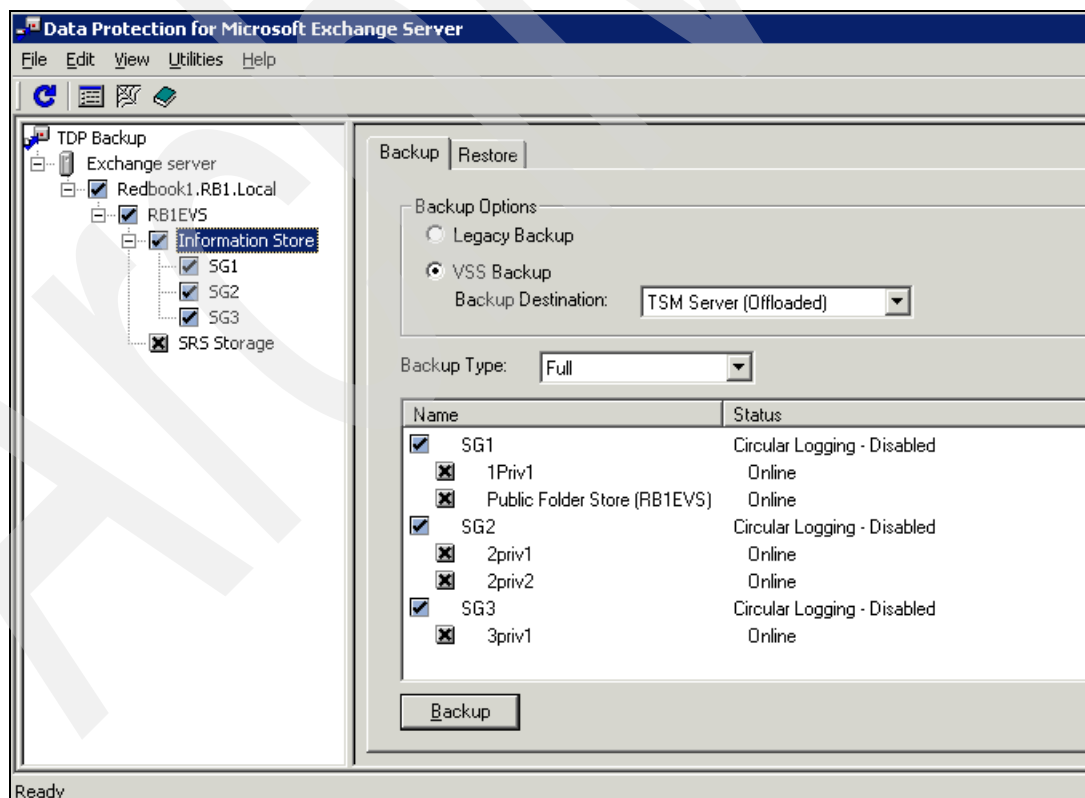 Data Protection for Microsoft Exchange Server
File Edit View Utilities Help
TDP Backup
Exchange server
Redbook1.RB1.Local
RB1EVS
Information Store
SG1
SG2
SG3
SRS Storage
Backup Restore
Backup Options
Legacy Backup
VSS Backup
Backup Destination: TSM Server (Offloaded)
Backup Type: Full
Name Status
SG1 Circular Logging - Disabled
1Priv1 Online
Public Folder Store (RB1EVS) Online
SG2 Circular Logging - Disabled
2priv1 Online
2priv2 Online
SG3 Circular Logging - Disabled
3priv1 Online
Backup
Ready